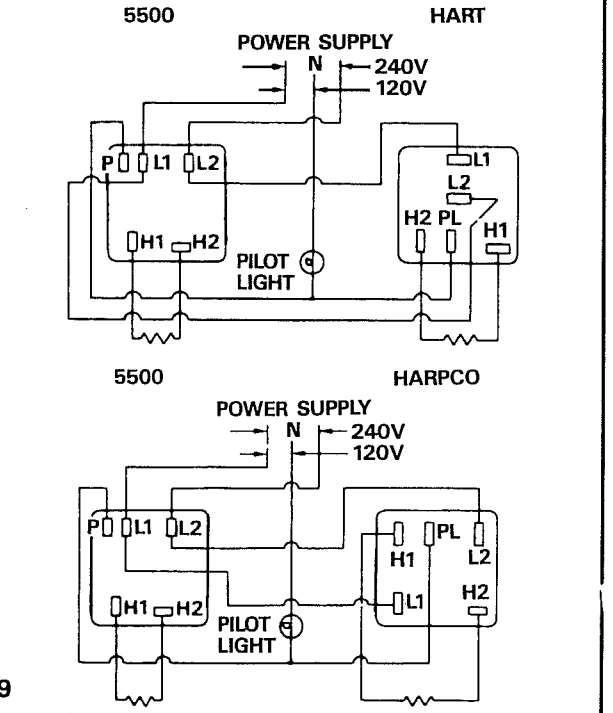 5500 HART
POWER SUPPLY
N 240V
120V
P L1 L2 L1
L2
H2 PL H1
H1 H2
PILOT
LIGHT
5500 HARPCO
POWER SUPPLY
N 240V
120V
P L1 L2 PL
H1 L2
H1 H2 L1 H2
PILOT
LIGHT
9